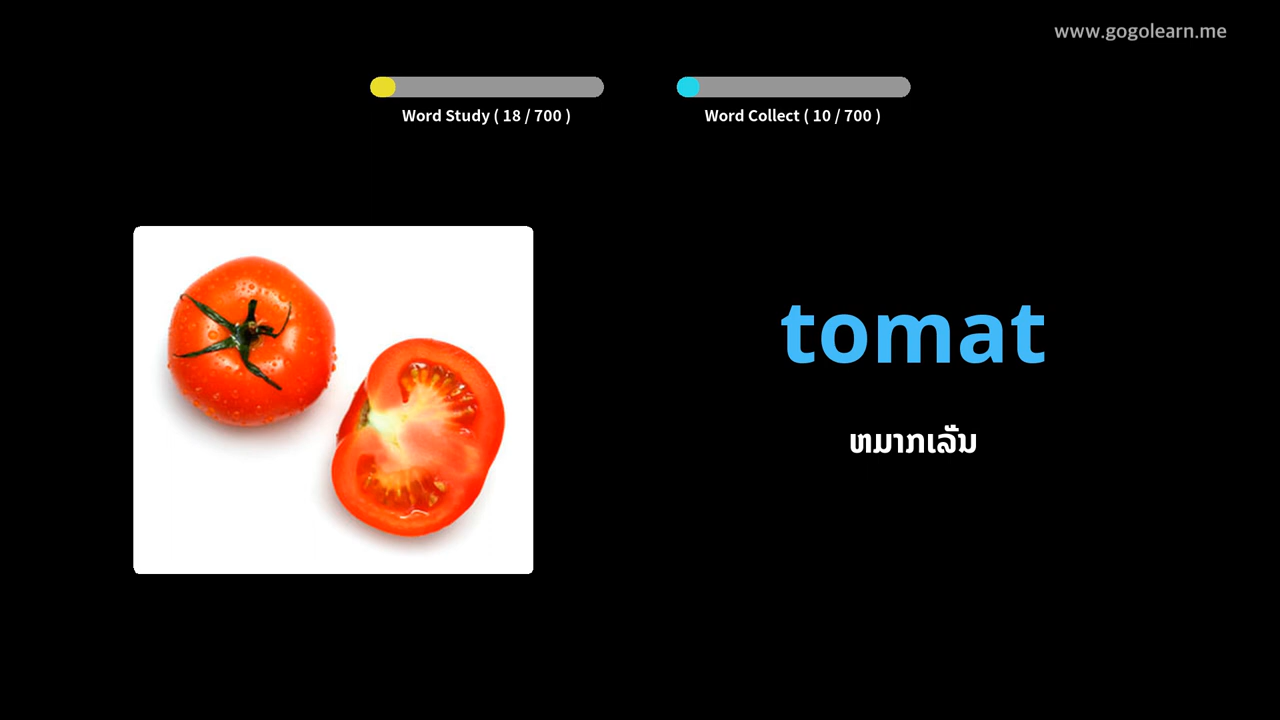 www.gogolearn.me
Word Study ( 18 / 700 )
Word Collect ( 10 / 700 )
tomat
ຫມາກເລັ່ນ